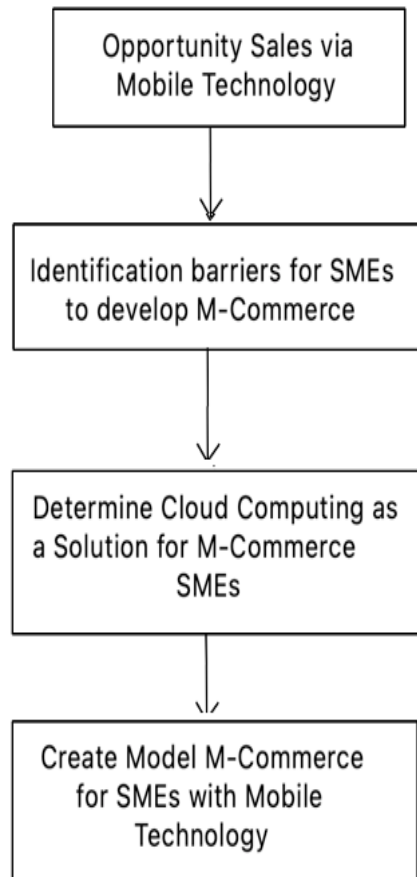 Opportunity Sales via
Mobile Technology
Identification barriers for SMEs
to develop M-Commerce
Determine Cloud Computing as
a Solution for M-Commerce
SMEs
Create Model M-Commerce
for SMEs with Mobile
Technology